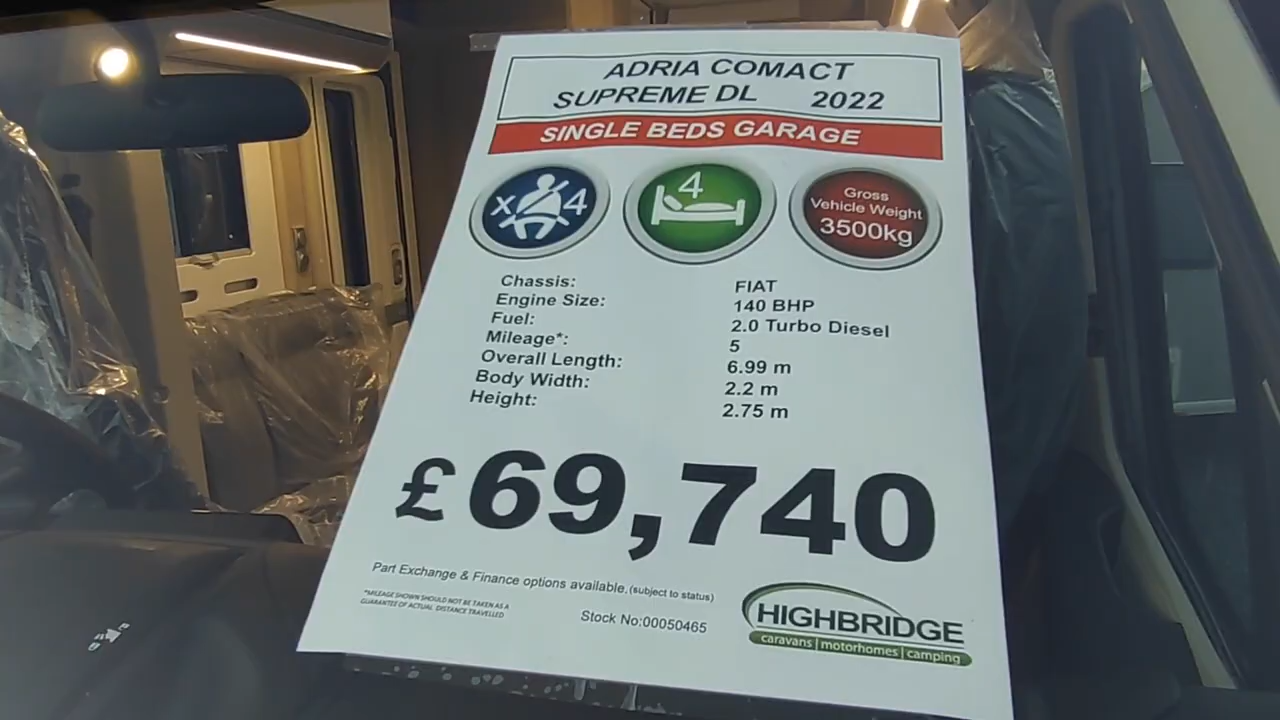 ADRIA COMACT
SUPREME DL 2022
SINGLE BEDS GARAGE
x 4
4
Gross
Vehicle Weight
3500kg
Chassis: FIAT
Engine Size: 140 BHP
Fuel: 2.0 Turbo Diesel
Mileage*: 5
Overall Length: 6.99 m
Body Width: 2.2 m
Height: 2.75 m
£69,740
Part Exchange & Finance options available. (subject to status)
*MILEAGE SHOWN SHOULD NOT BE TAKEN AS A
GUARANTEE OF ACTUAL DISTANCE TRAVELLED
Stock No:00050465
HIGHBRIDGE
caravans | motorhomes | camping